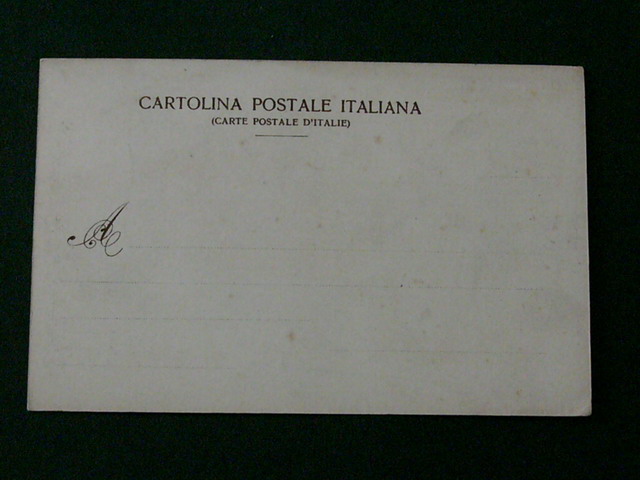 CARTOLINA POSTALE ITALIANA
(CARTE POSTALE D'ITALIE)
A